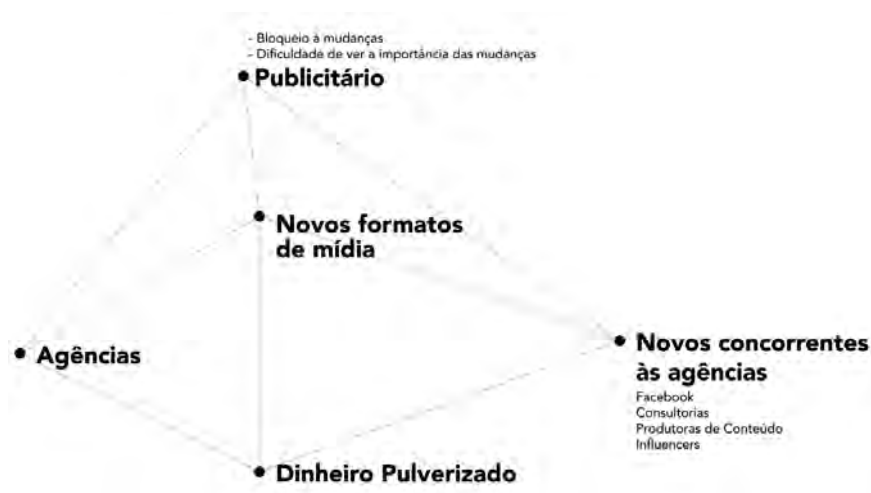 - Bloqueio à mudanças
- Dificuldade de ver a importância das mudanças
Publicitário
Novos formatos
de mídia
Agências
Novos concorrentes
às agências
Facebook
Consultorias
Produtoras de Conteúdo
Influencers
Dinheiro Pulverizado